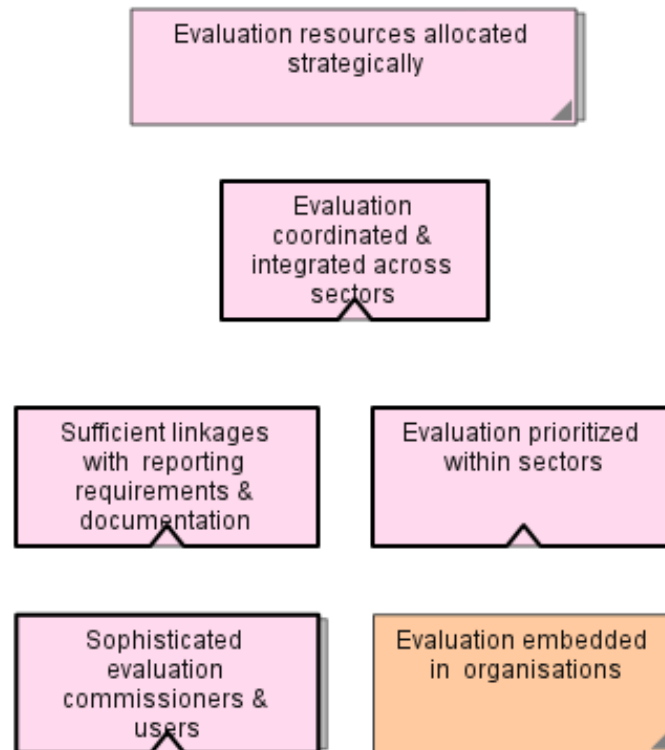 Evaluation resources allocated
strategically
Evaluation
coordinated &
integrated across
sectors
Sufficient linkages
with reporting
requirements &
documentation
Evaluation prioritized
within sectors
Sophisticated
evaluation
commissioners &
users
Evaluation embedded
in organisations